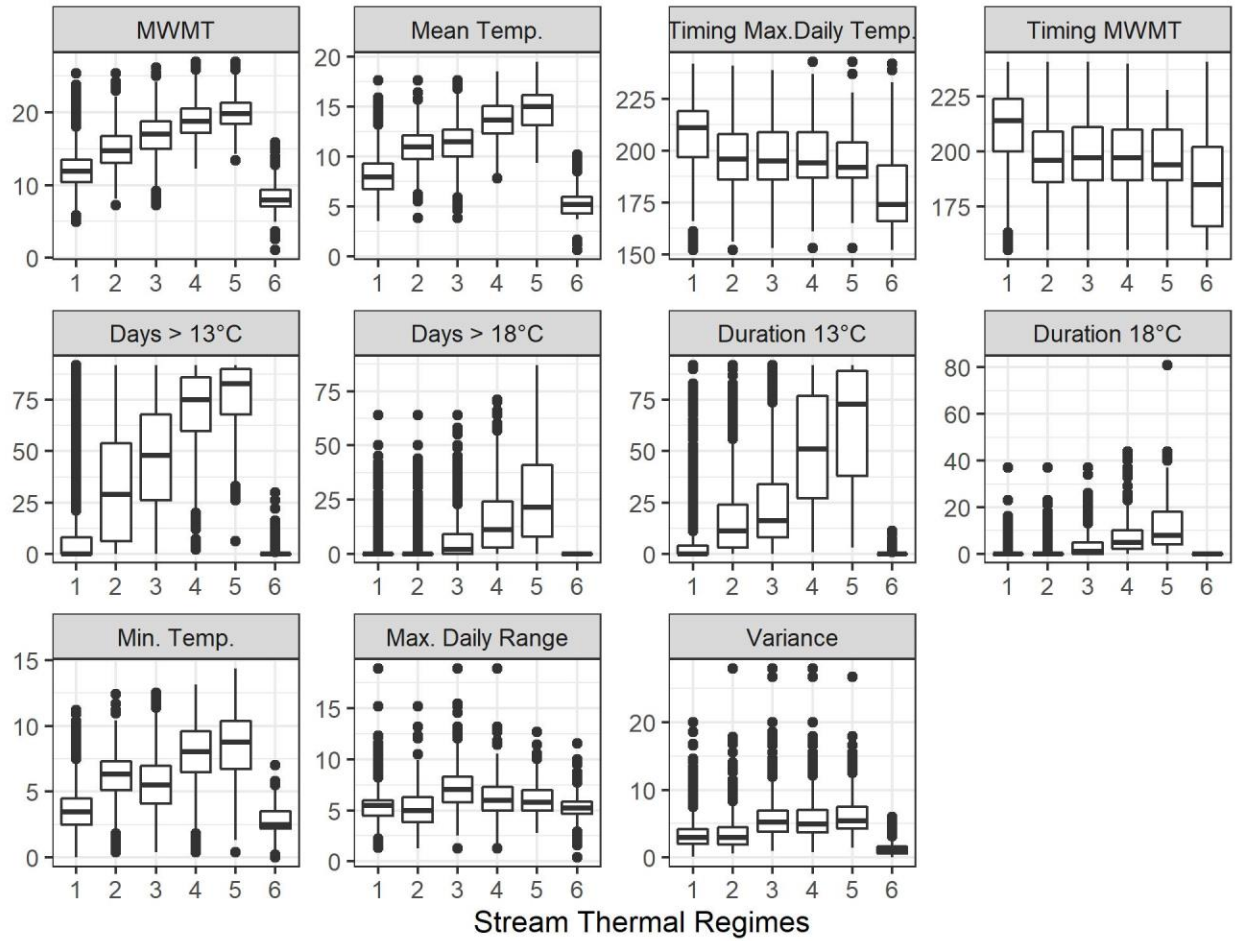 MWMT Mean Temp. Timing Max.Daily Temp. Timing MWMT
20 10 0
20 15 10 5 0
225 200 175 150
225 200 175
1 2 3 4 5 6 1 2 3 4 5 6 1 2 3 4 5 6 1 2 3 4 5 6
Days > 13°C Days > 18°C Duration 13°C Duration 18°C
75 50 25 0
75 50 25 0
75 50 25 0
80 60 40 20 0
1 2 3 4 5 6 1 2 3 4 5 6 1 2 3 4 5 6 1 2 3 4 5 6
Min. Temp. Max. Daily Range Variance
15 10 5 0
15 10 5 0
20 10 0
1 2 3 4 5 6 1 2 3 4 5 6 1 2 3 4 5 6
Stream Thermal Regimes